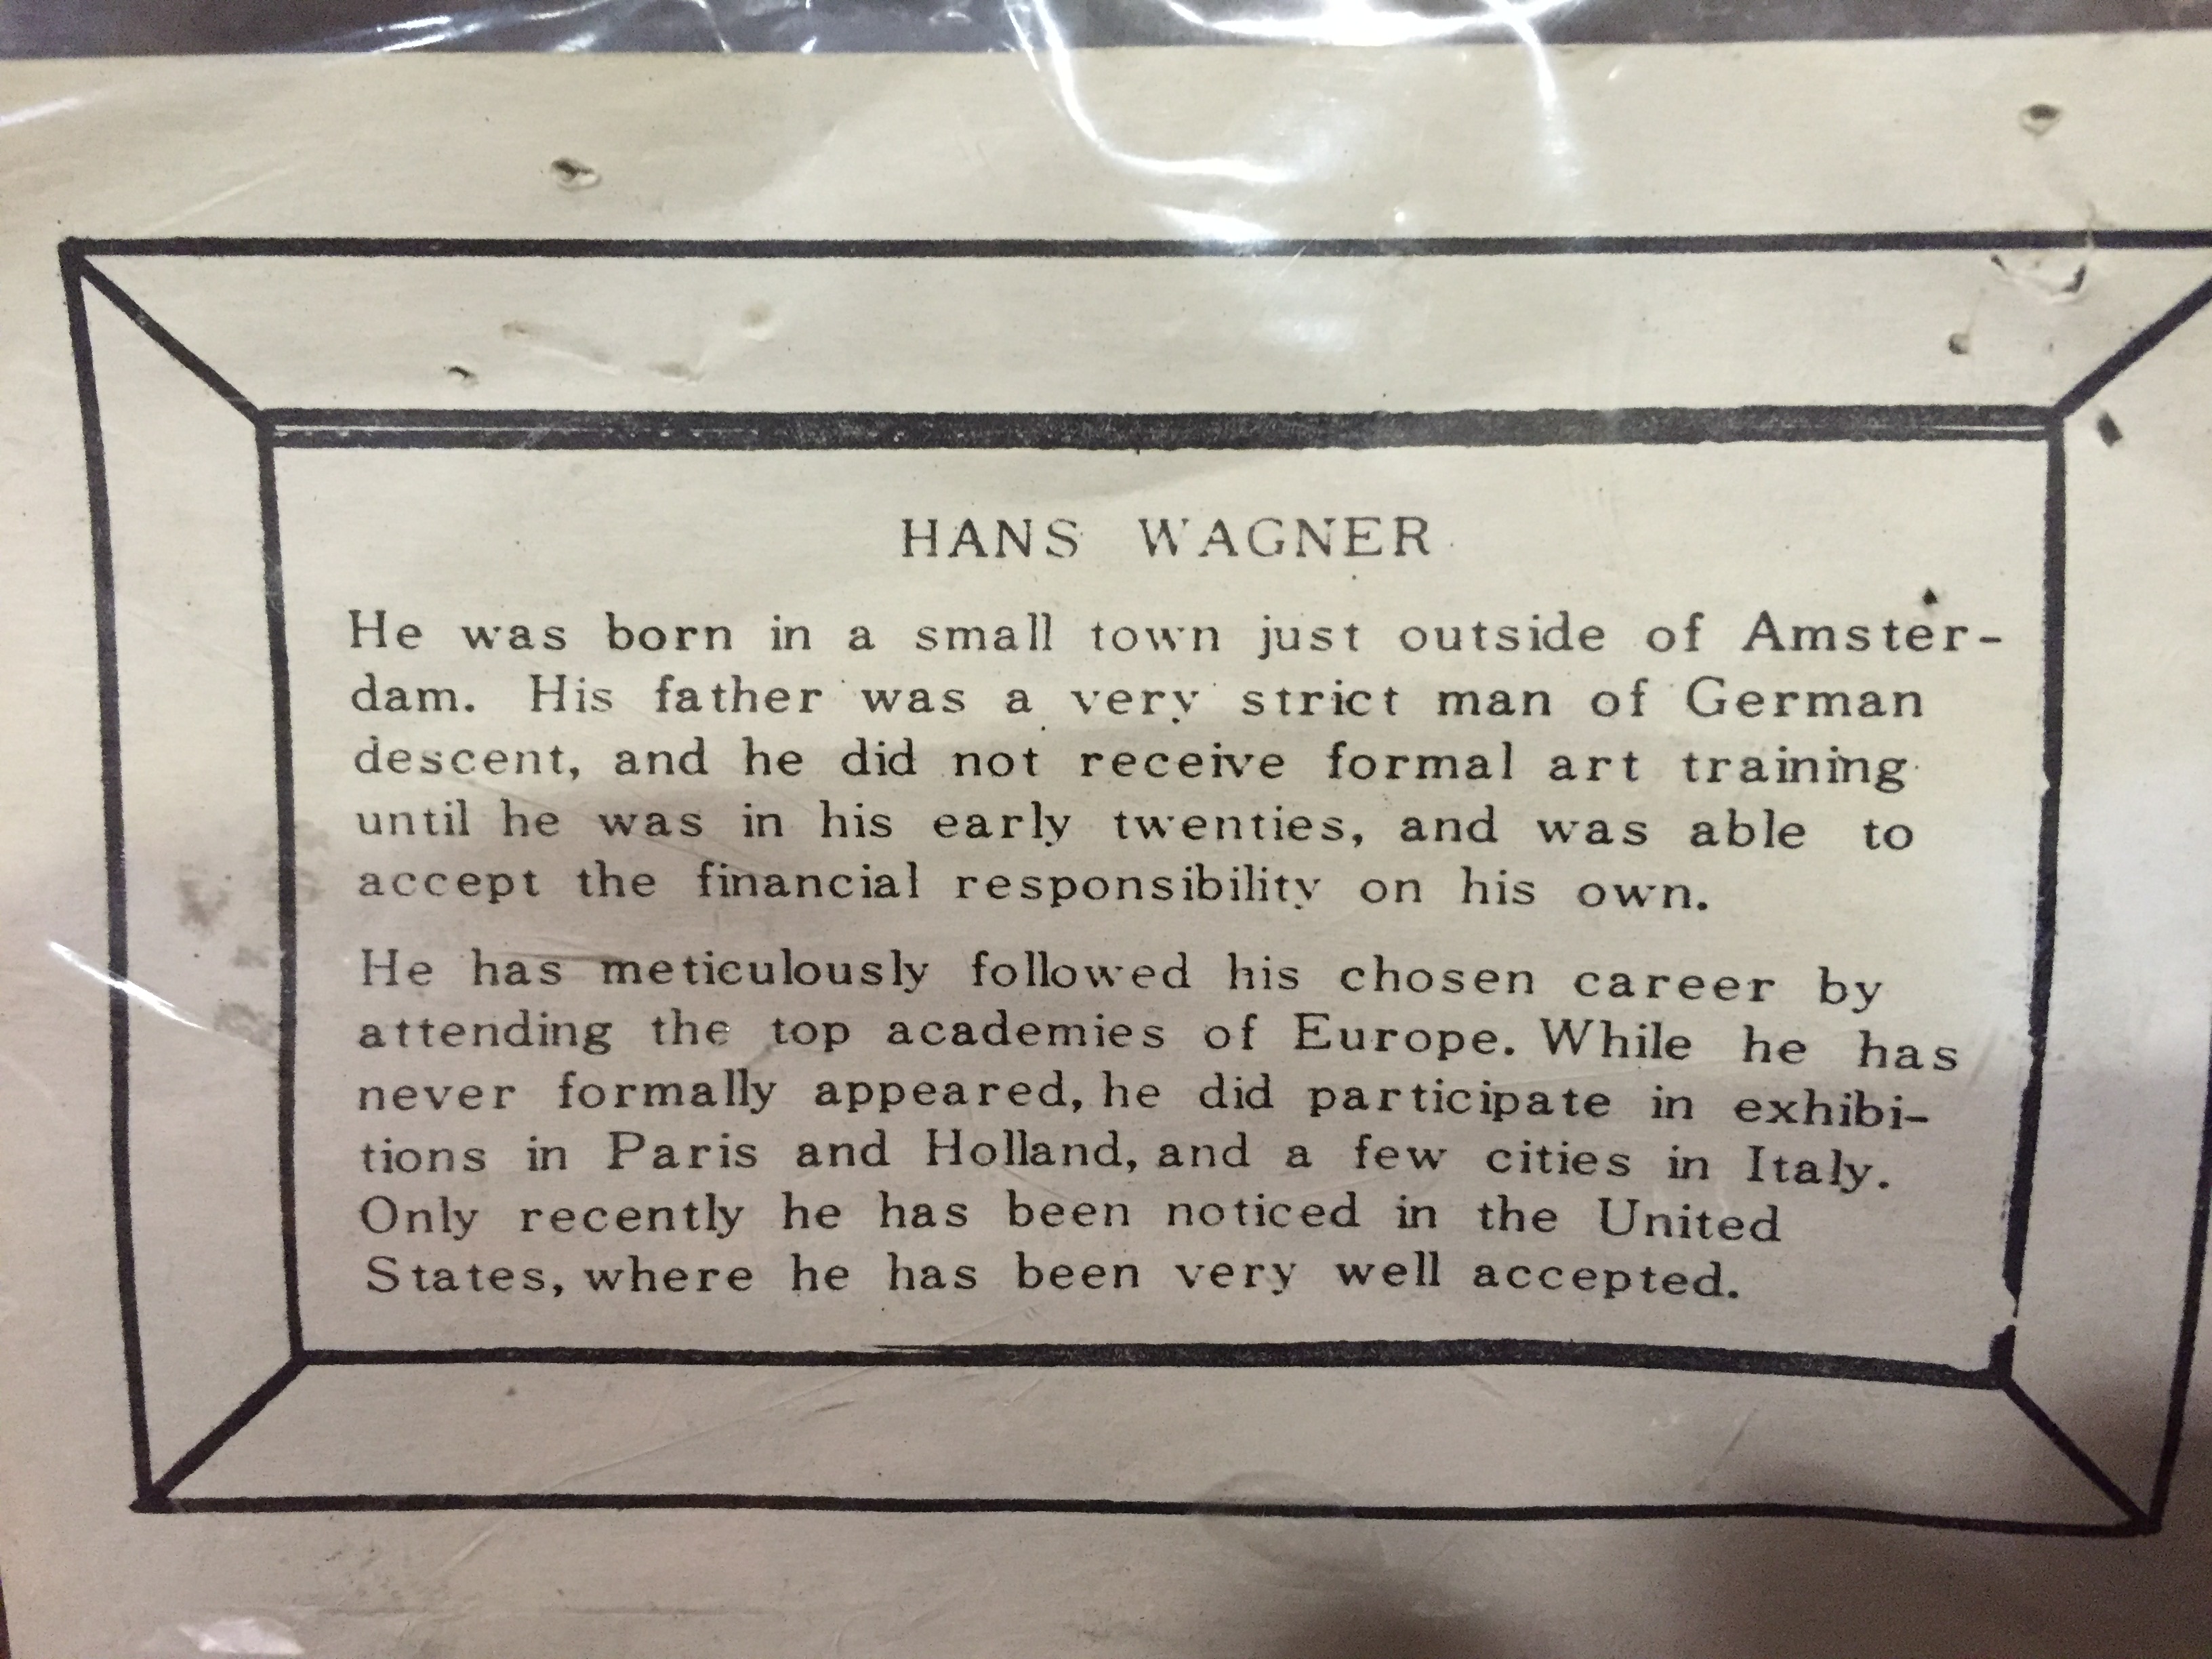 HANS WAGNER
He was born in a small town just outside of Amster-
dam. His father was a very strict man of German
descent, and he did not receive formal art training
until he was in his early twenties, and was able to
accept the financial responsibility on his own.
He has meticulously followed his chosen career by
attending the top academies of Europe. While he has
never formally appeared, he did participate in exhibi-
tions in Paris and Holland, and a few cities in Italy.
Only recently he has been noticed in the United
States, where he has been very well accepted.